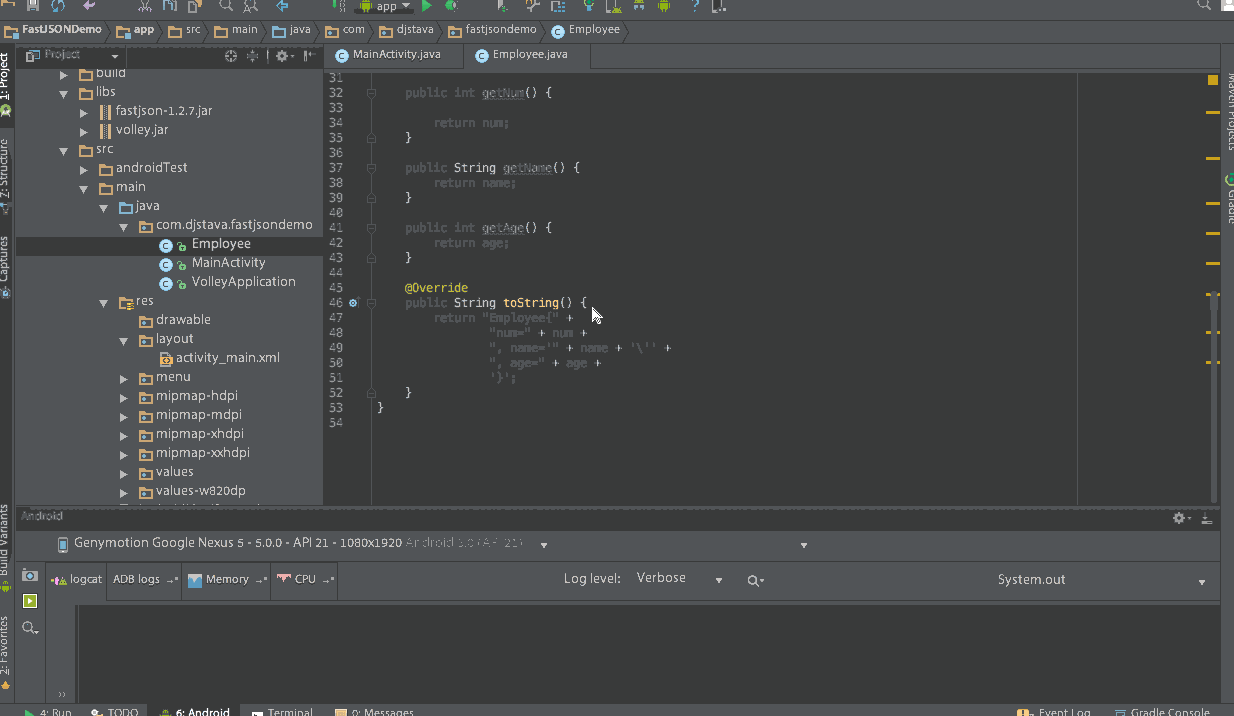 app
FastJSONDemo app src main java com djstava fastjsondemo Employee
1: Project
Z: Structure
Captures
Build Variants
2: Favorites
Project
build
libs
fastjson-1.2.7.jar
volley.jar
src
androidTest
main
java
com.djstava.fastjsondemo
Employee
MainActivity
VolleyApplication
res
drawable
layout
activity_main.xml
menu
mipmap-hdpi
mipmap-mdpi
mipmap-xhdpi
mipmap-xxhdpi
values
values-w820dp
MainActivity.java Employee.java
31
32 public int getNum() {
33
34 return num;
35 }
36
37 public String getName() {
38 return name;
39 }
40
41 public int getAge() {
42 return age;
43 }
44
45 @Override
46 public String toString() {
47 return "Employee{" +
48 "num=" + num +
49 ", name='" + name + '\'' +
50 ", age=" + age +
51 '}';
52 }
53 }
54
Maven Projects
Gradle
Android
Genymotion Google Nexus 5 - 5.0.0 - API 21 - 1080x1920 Android 5.0 (API 21)
logcat ADB logs Memory CPU Log level: Verbose System.out
4: Run TODO 6: Android Terminal 0: Messages Event Log Gradle Console